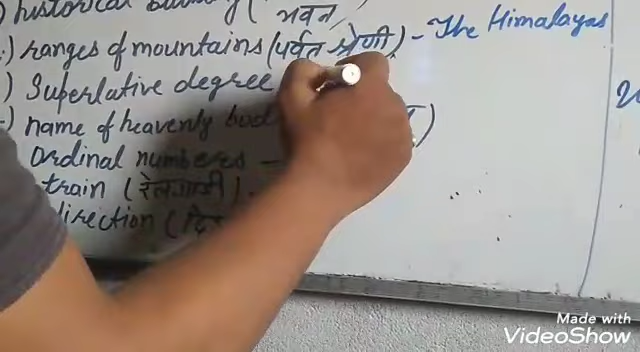 historical building ( भवन
ranges of mountains (पर्वत श्रेणी) - The Himalayas
Superlative degree
name of heavenly
Ordinal numbers -
train (रेलगाड़ी).
direction
Made with
VideoShow